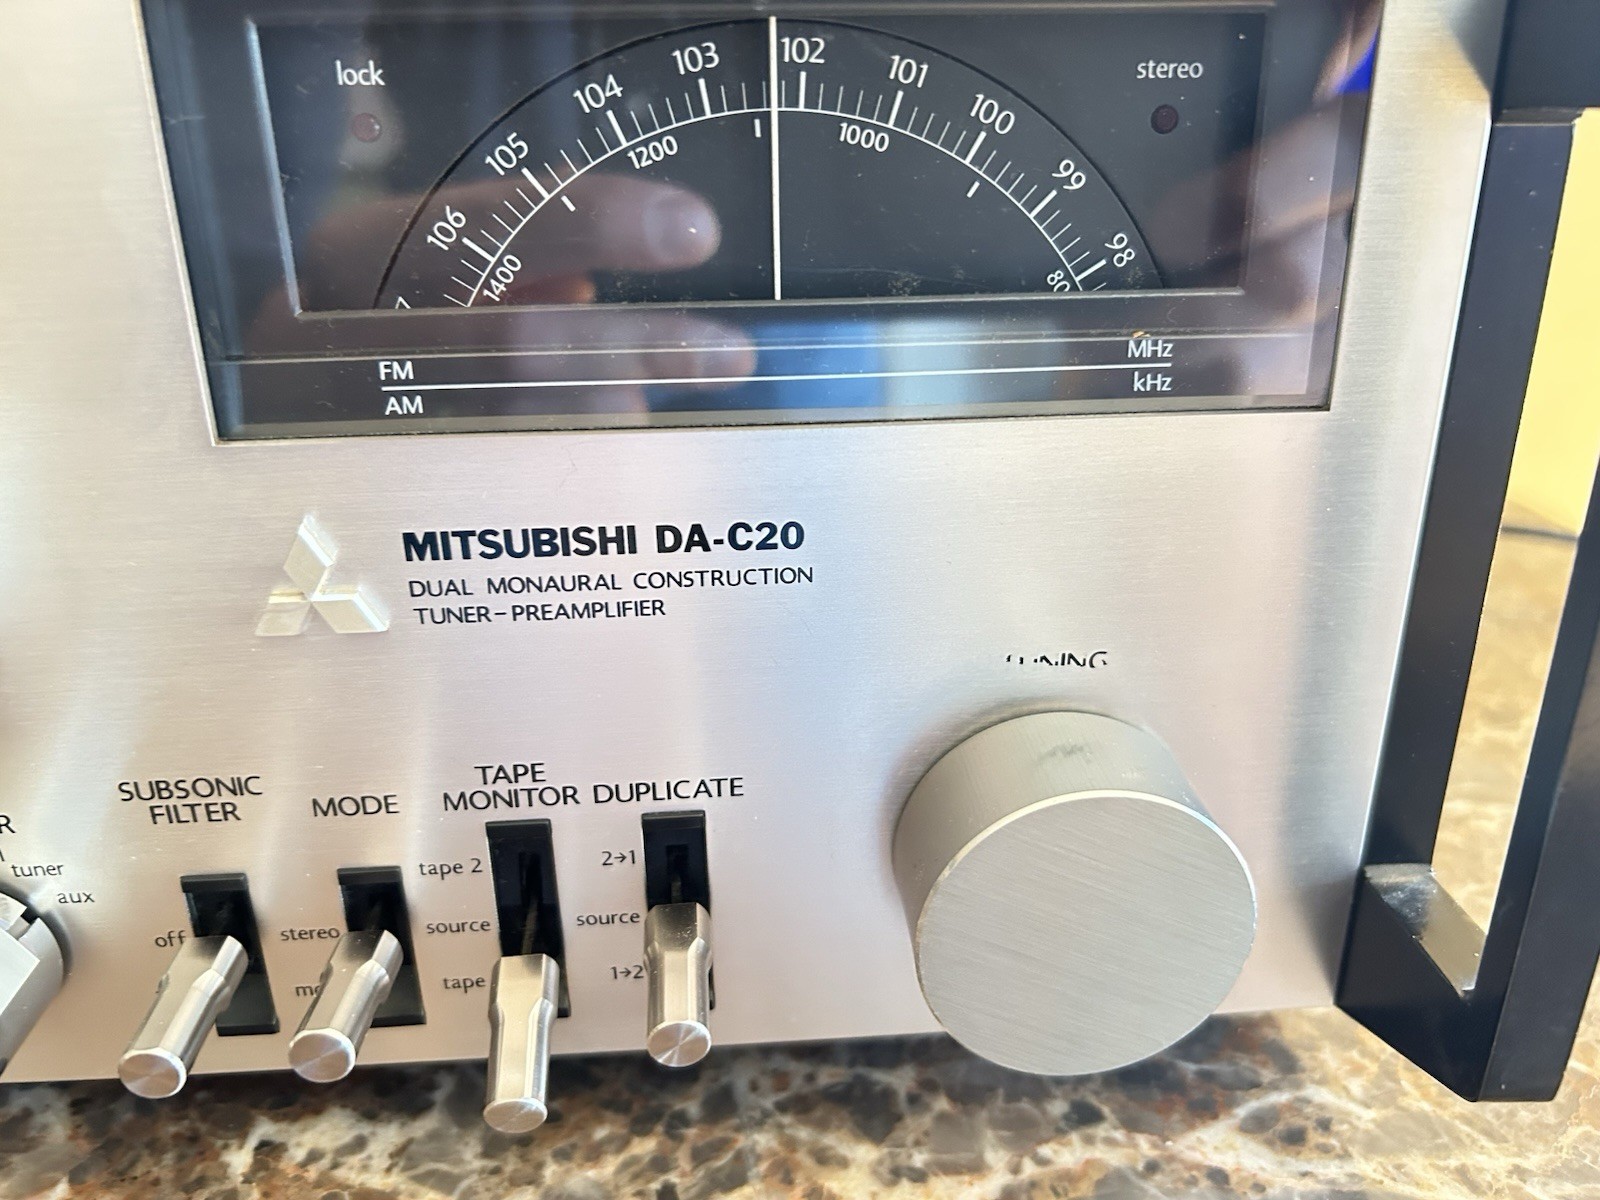 lock
stereo
103 102 101
104 100
105 99
106 98
1200 1000
1400
FM MHz
AM kHz
MITSUBISHI DA-C20
DUAL MONAURAL CONSTRUCTION
TUNER-PREAMPLIFIER
TUNING
SUBSONIC
FILTER
MODE
TAPE
MONITOR
DUPLICATE
tuner
aux
off
stereo
tape 2
source
tape
2→1
source
1→2